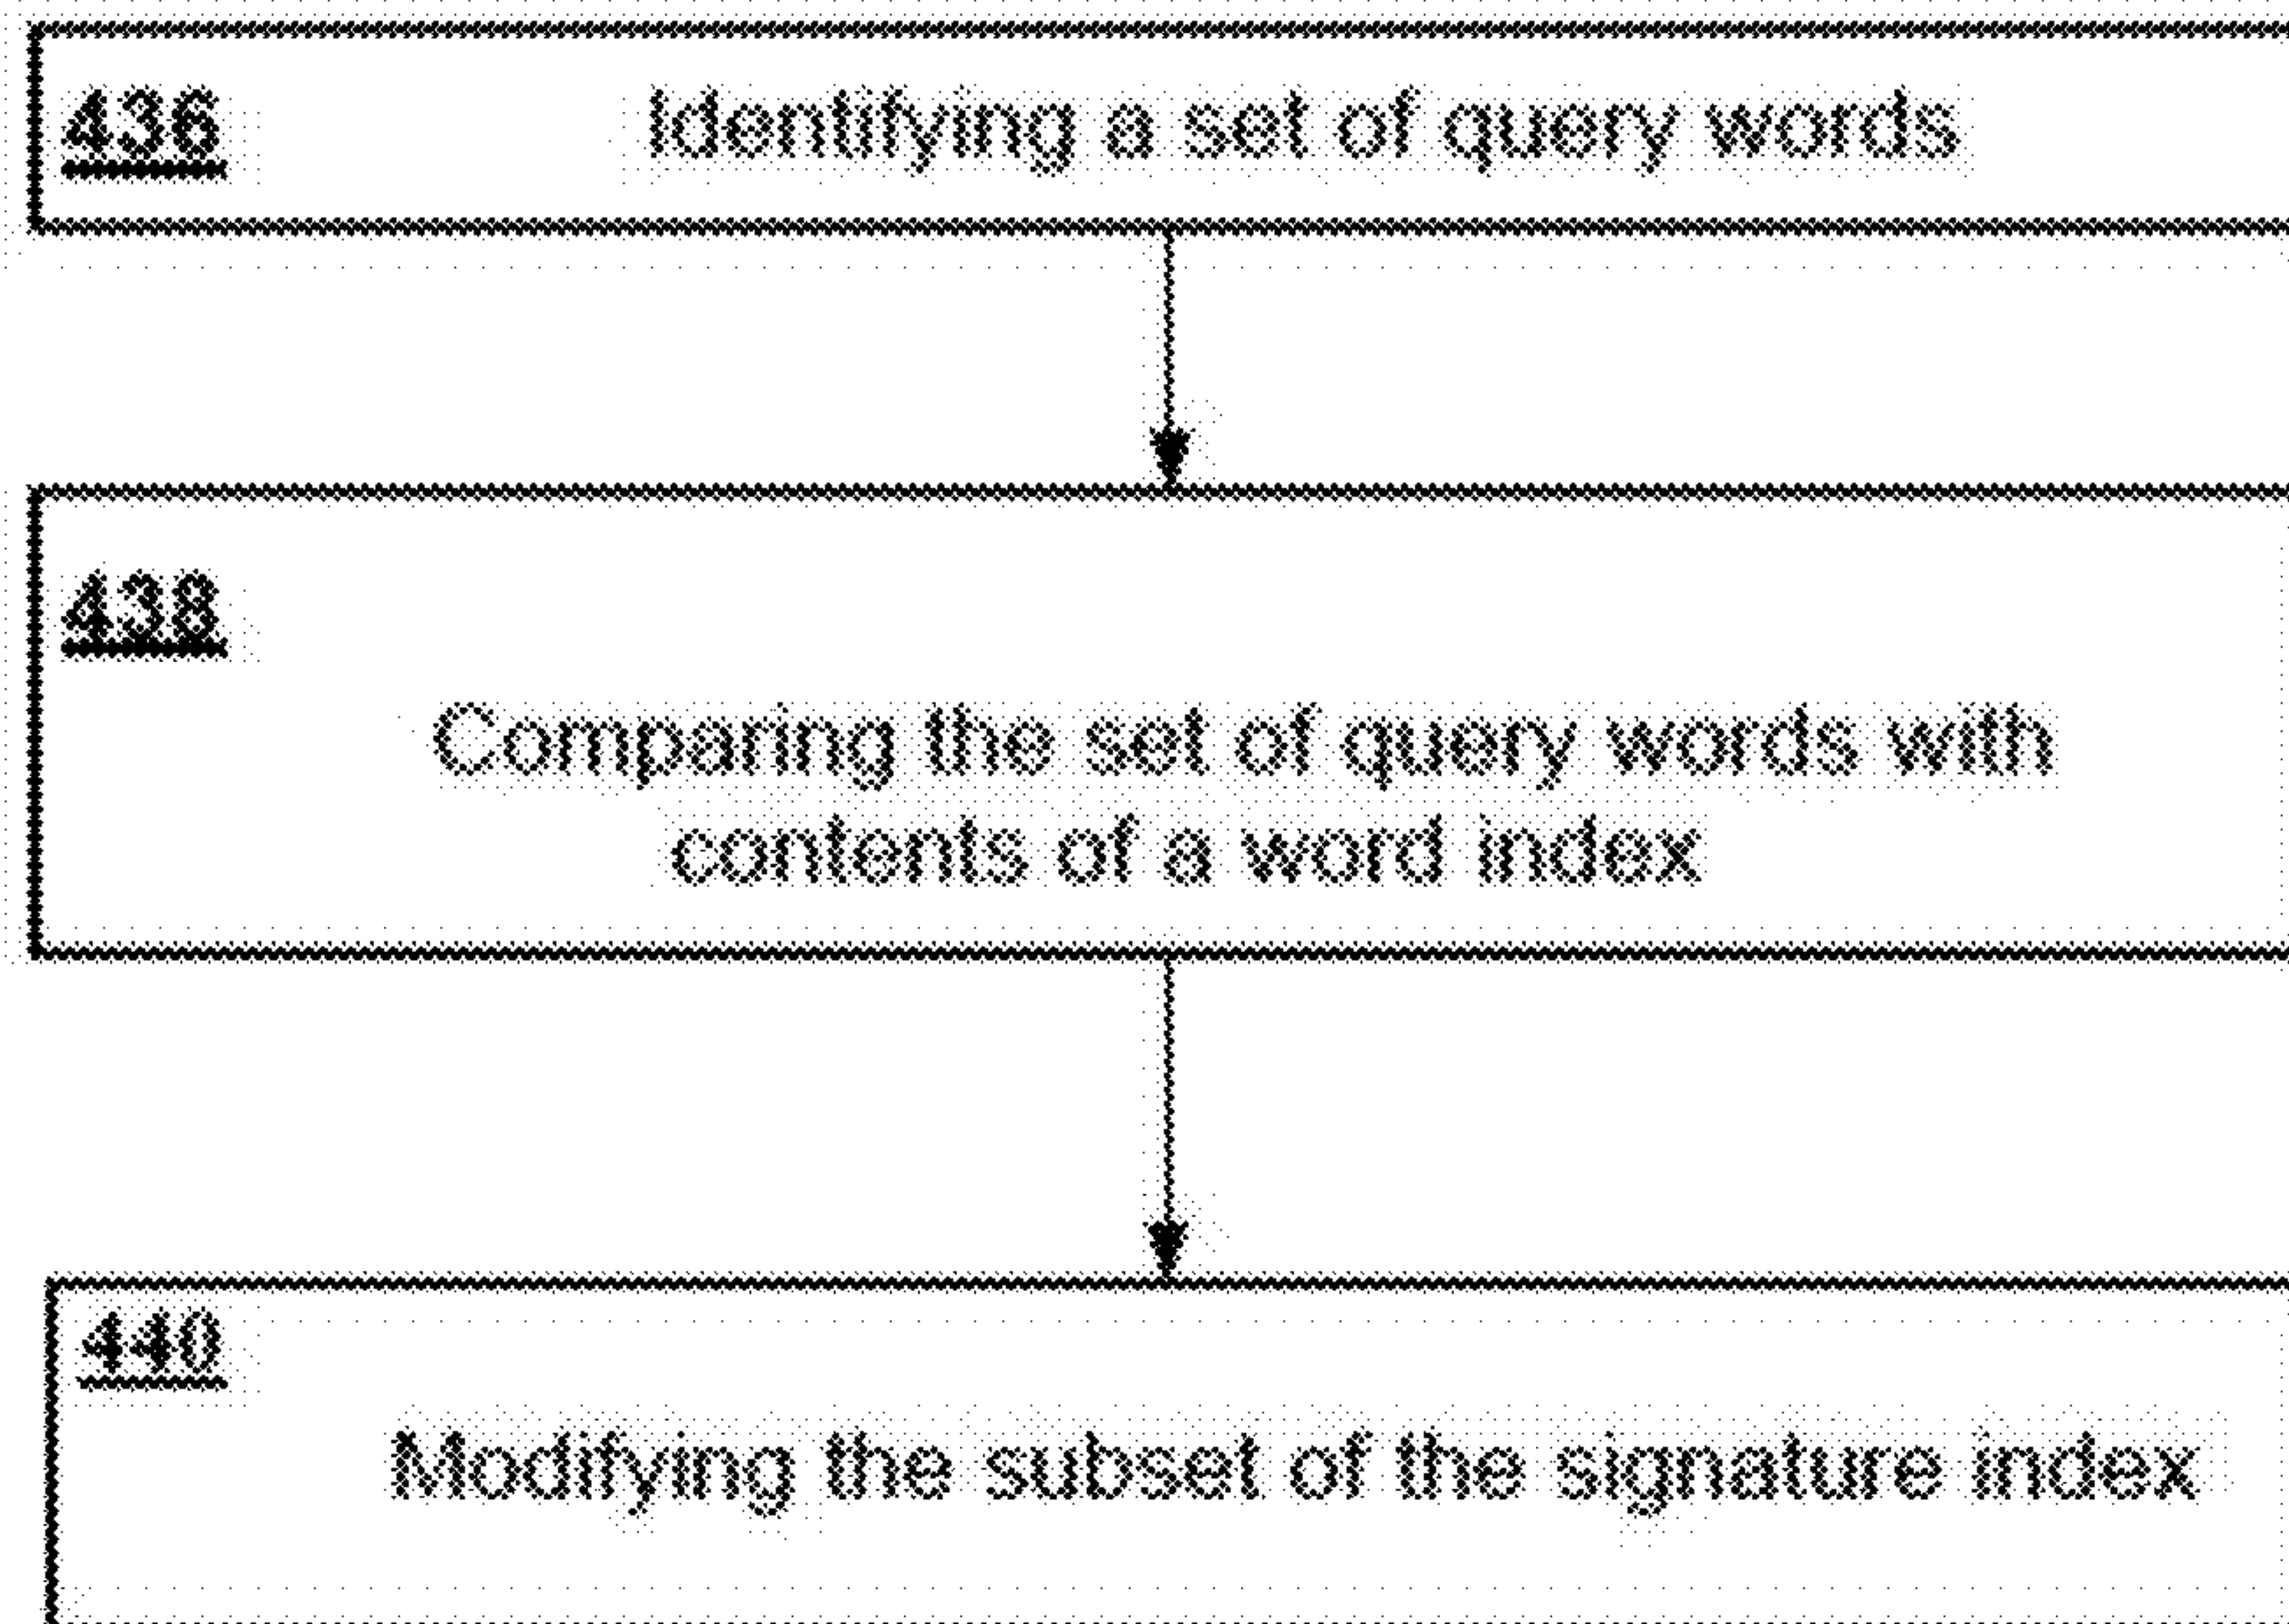 436 Identifying a set of query words
438
Comparing the set of query words with
contents of a word index
440
Modifying the subset of the signature index